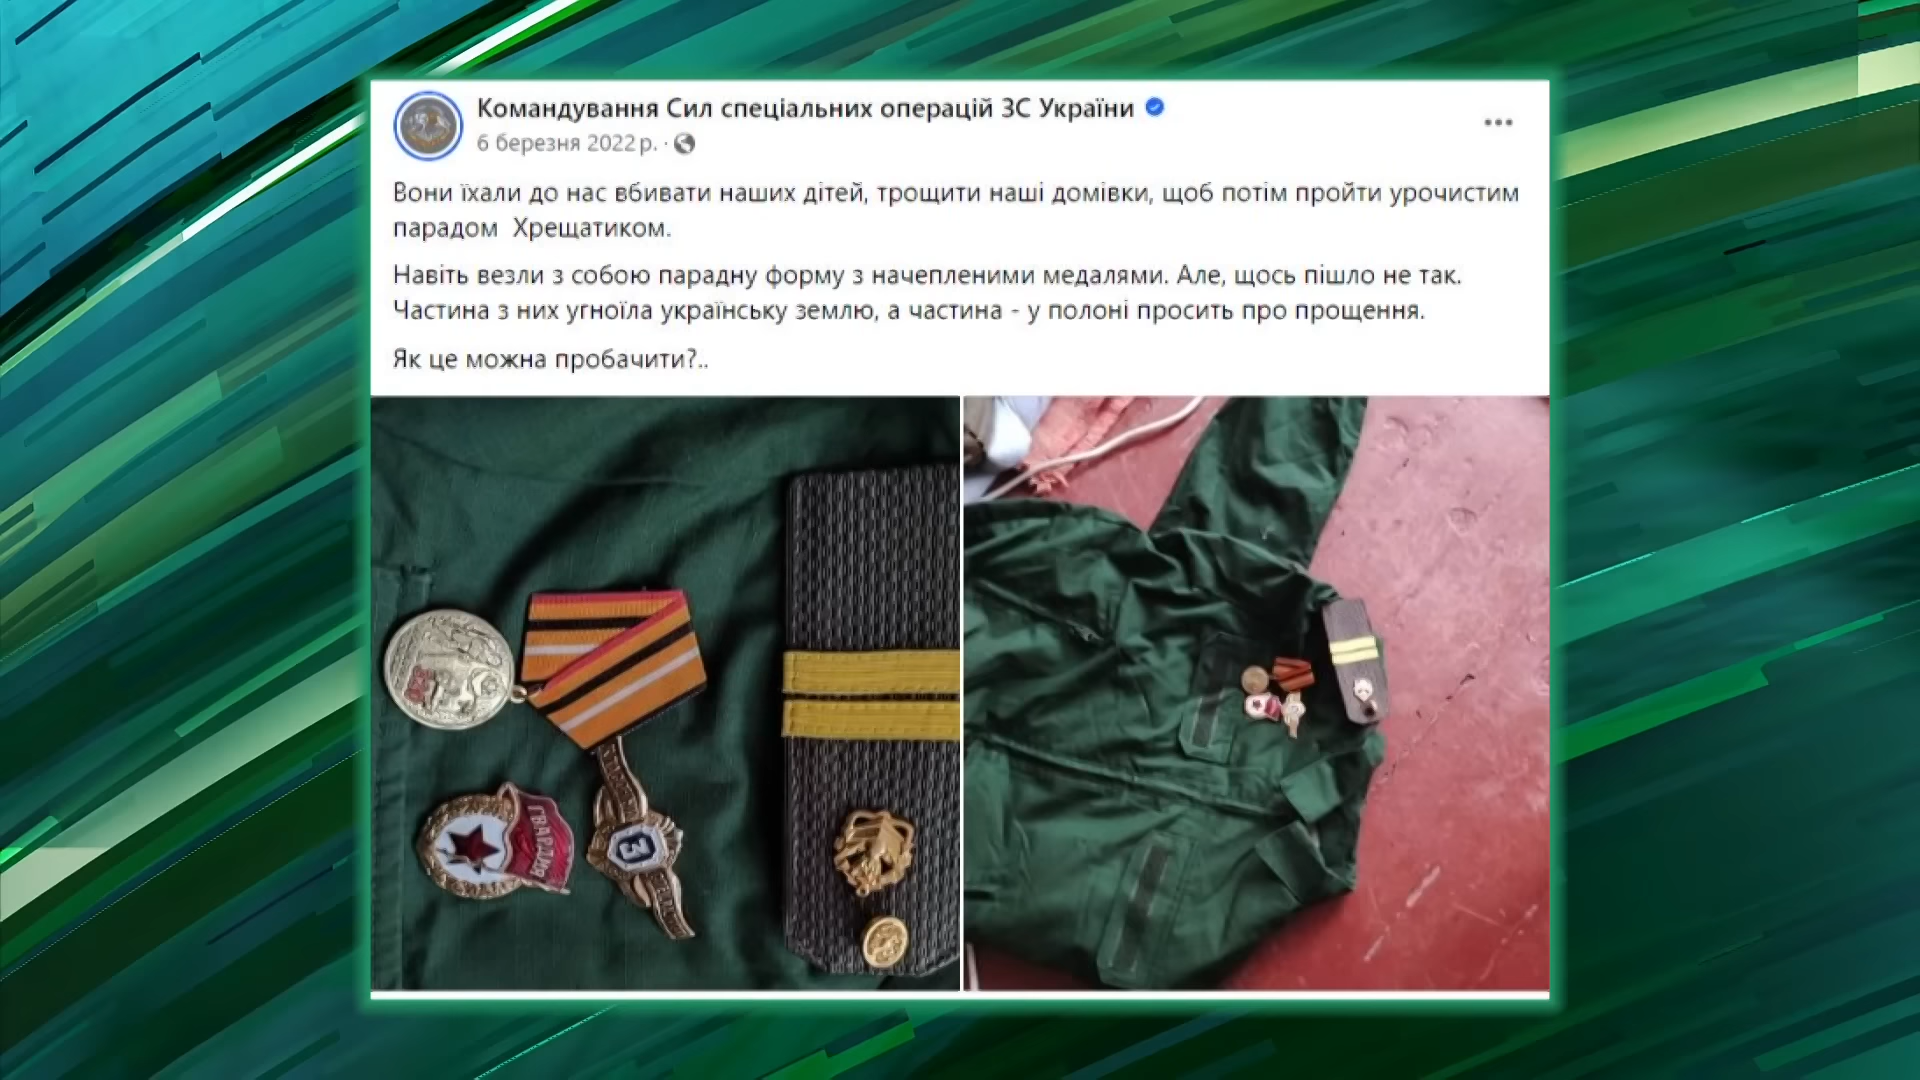 Командування Сил спеціальних операцій ЗС України
6 березня 2022 р. ·
Вони їхали до нас вбивати наших дітей, трощити наші домівки, щоб потім пройти урочистим
парадом Хрещатиком.
Навіть везли з собою парадну форму з начепленими медалями. Але, щось пішло не так.
Частина з них угноїла українську землю, а частина - у полоні просить про прощення.
Як це можна пробачити?..
ГВАРДИЯ
3